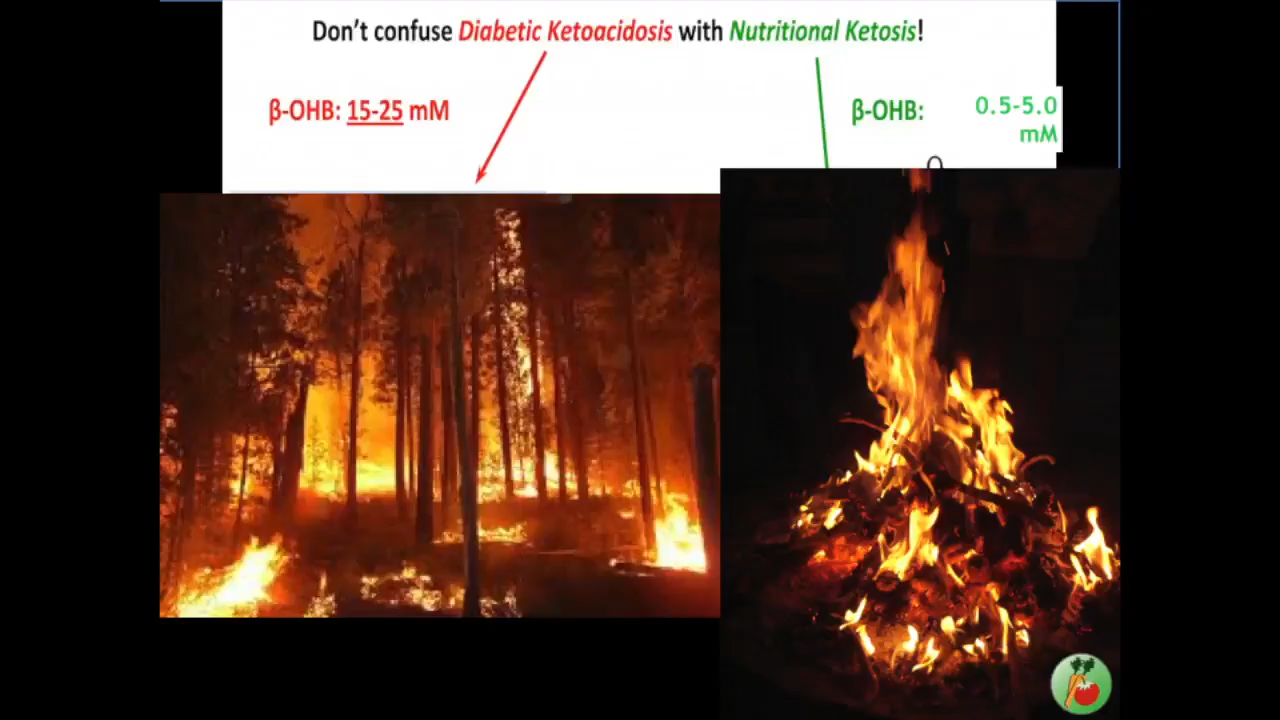 Don't confuse Diabetic Ketoacidosis with Nutritional Ketosis!
β-OHB: 15-25 mM
β-OHB: 0.5-5.0
mM